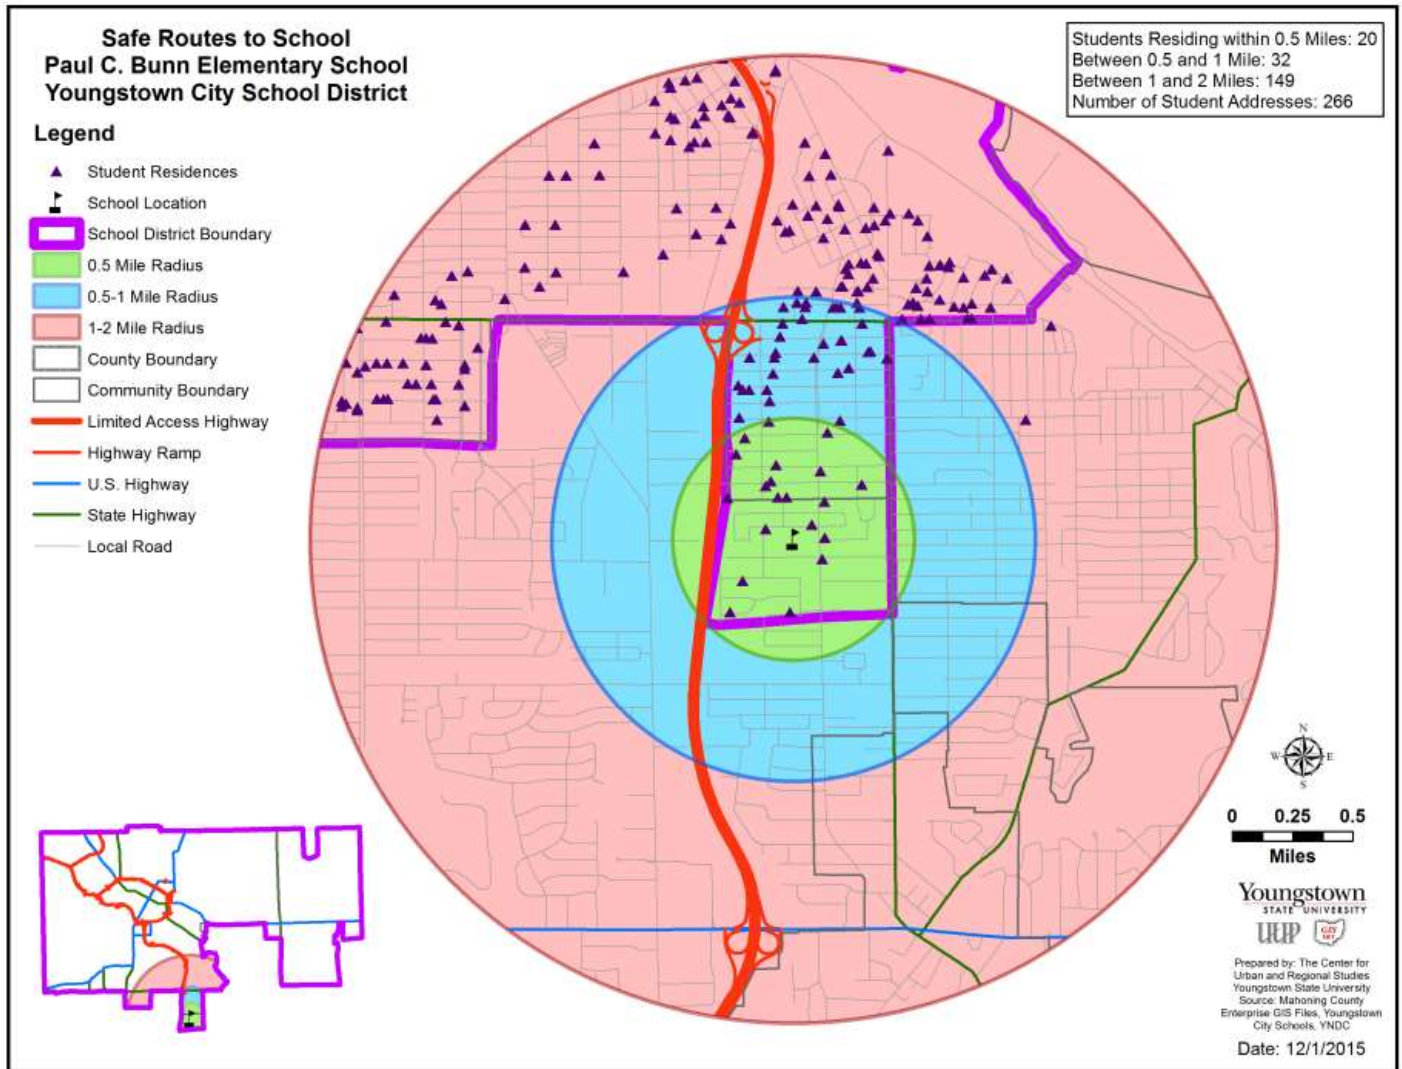 Safe Routes to School
Paul C. Bunn Elementary School
Youngstown City School District
Students Residing within 0.5 Miles: 20
Between 0.5 and 1 Mile: 32
Between 1 and 2 Miles: 149
Number of Student Addresses: 266
Legend
Student Residences
School Location
School District Boundary
0.5 Mile Radius
0.5-1 Mile Radius
1-2 Mile Radius
County Boundary
Community Boundary
Limited Access Highway
Highway Ramp
U.S. Highway
State Highway
Local Road
N
W E
S
0 0.25 0.5
Miles
Youngstown
STATE UNIVERSITY
GIS
Prepared by: The Center for
Urban and Regional Studies
Youngstown State University
Source: Mahoning County
Enterprise GIS Files, Youngstown
City Schools, YNDC
Date: 12/1/2015